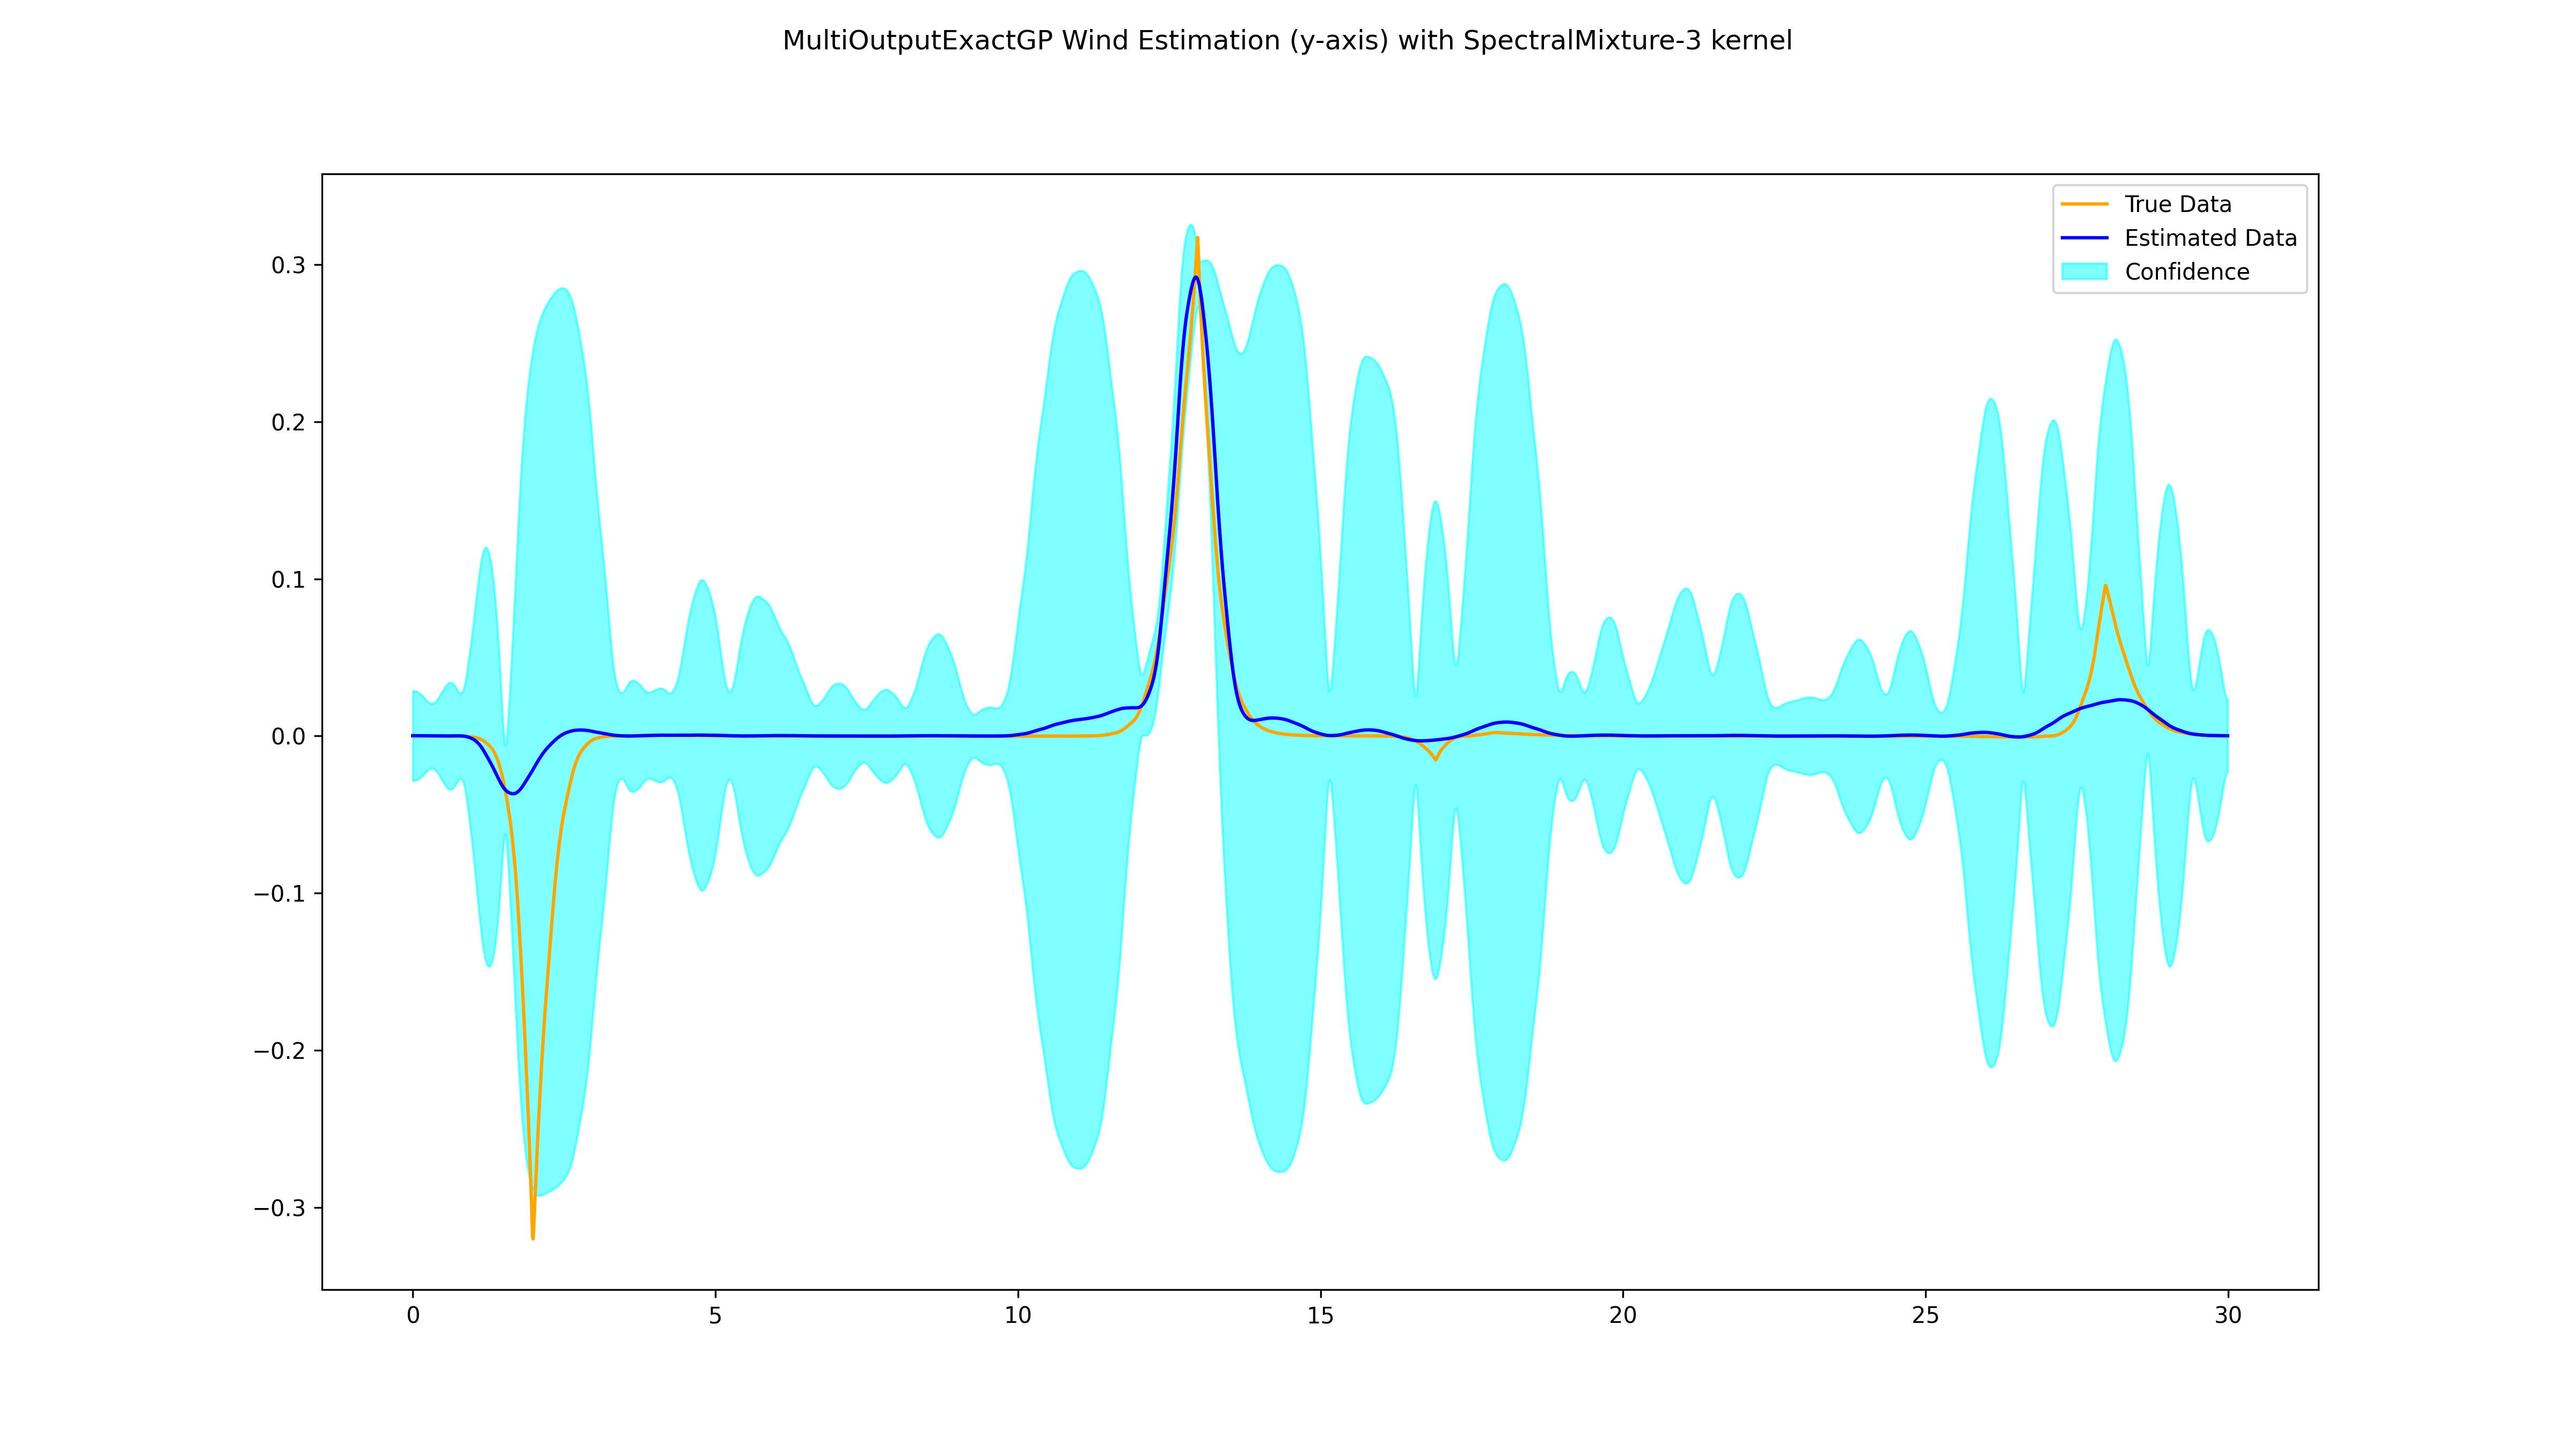 MultiOutputExactGP Wind Estimation (y-axis) with SpectralMixture-3 kernel
True Data
Estimated Data
Confidence
0.3
0.2
0.1
0.0
−0.1
−0.2
−0.3
0 5 10 15 20 25 30